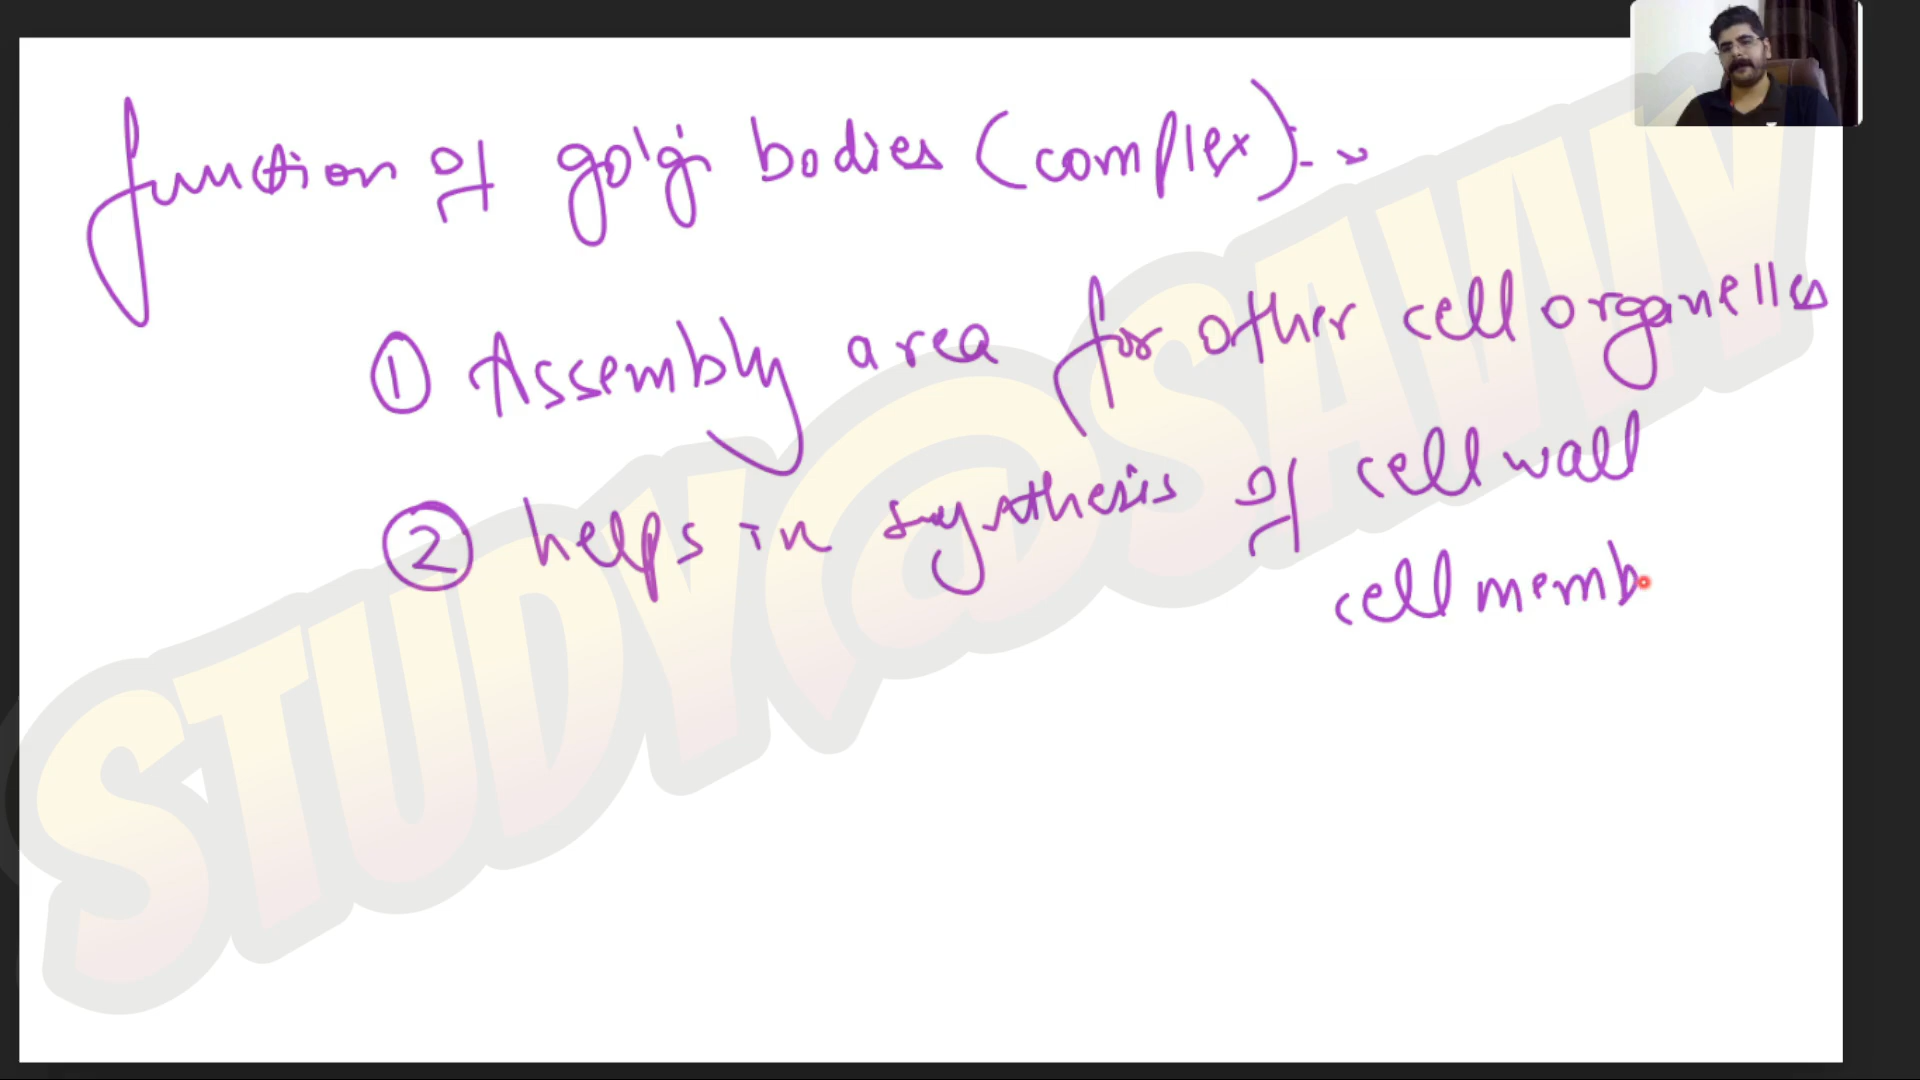 function of golgi bodies (complex):-
① Assembly area for other cell organelles
② helps in synthesis of cell wall
cell memb
STUDY@SAVVY